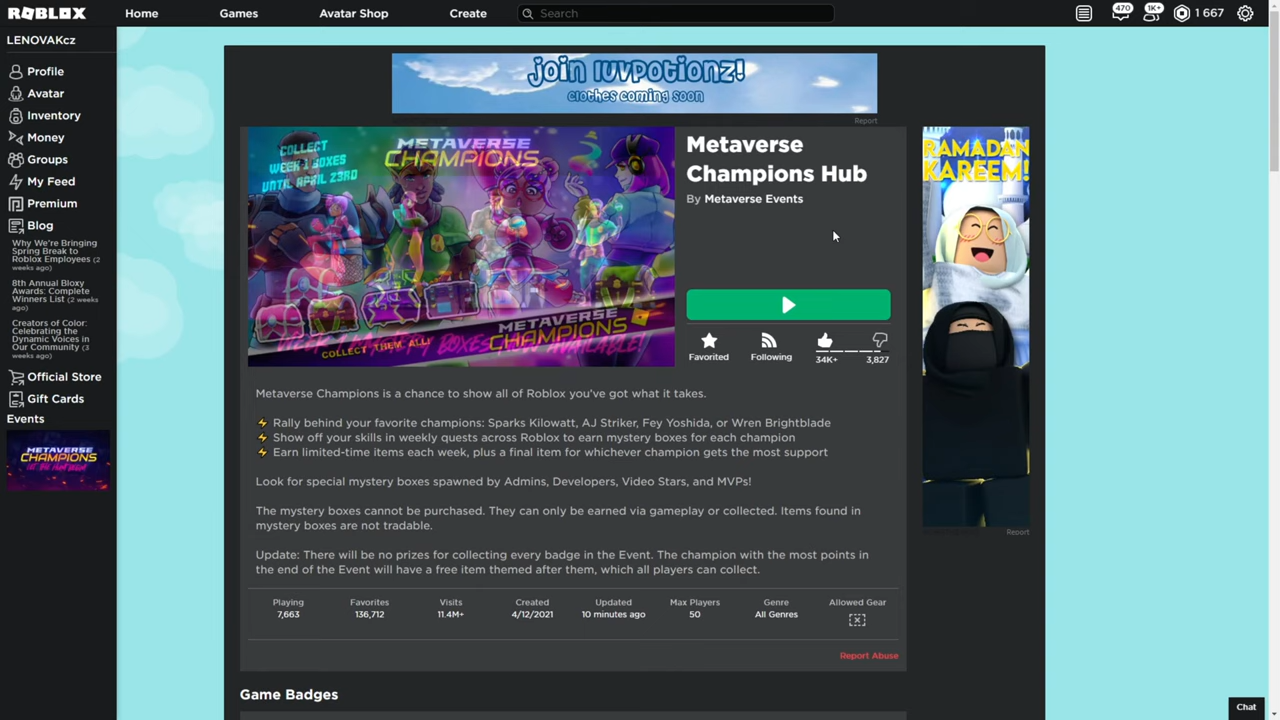 ROBLOX
Home
Games
Avatar Shop
Create
Search
470
1K+
1 667
LENOVAKcz
Profile
Avatar
Inventory
Money
Groups
My Feed
Premium
Blog
Why We're Bringing
Spring Break to
Roblox Employees (2
weeks ago)
8th Annual Bloxy
Awards: Complete
Winners List (2 weeks
ago)
Creators of Color:
Celebrating the
Dynamic Voices in
Our Community (3
weeks ago)
Official Store
Gift Cards
Events
METAVERSE
CHAMPIONS
join luvpotionz!
clothes coming soon
Report
COLLECT
WEEK 1 BOXES
UNTIL APRIL 23RD
METAVERSE
CHAMPIONS
METAVERSE
CHAMPIONS
COLLECT THEM ALL!
Metaverse
Champions Hub
By Metaverse Events
Favorited
Following
34K+
3,827
RAMADAN
KAREEM!
Report
Metaverse Champions is a chance to show all of Roblox you've got what it takes.
Rally behind your favorite champions: Sparks Kilowatt, AJ Striker, Fey Yoshida, or Wren Brightblade
Show off your skills in weekly quests across Roblox to earn mystery boxes for each champion
Earn limited-time items each week, plus a final item for whichever champion gets the most support
Look for special mystery boxes spawned by Admins, Developers, Video Stars, and MVPs!
The mystery boxes cannot be purchased. They can only be earned via gameplay or collected. Items found in
mystery boxes are not tradable.
Update: There will be no prizes for collecting every badge in the Event. The champion with the most points in
the end of the Event will have a free item themed after them, which all players can collect.
Playing
7,663
Favorites
136,712
Visits
11.4M+
Created
4/12/2021
Updated
10 minutes ago
Max Players
50
Genre
All Genres
Allowed Gear
Report Abuse
Game Badges
Chat